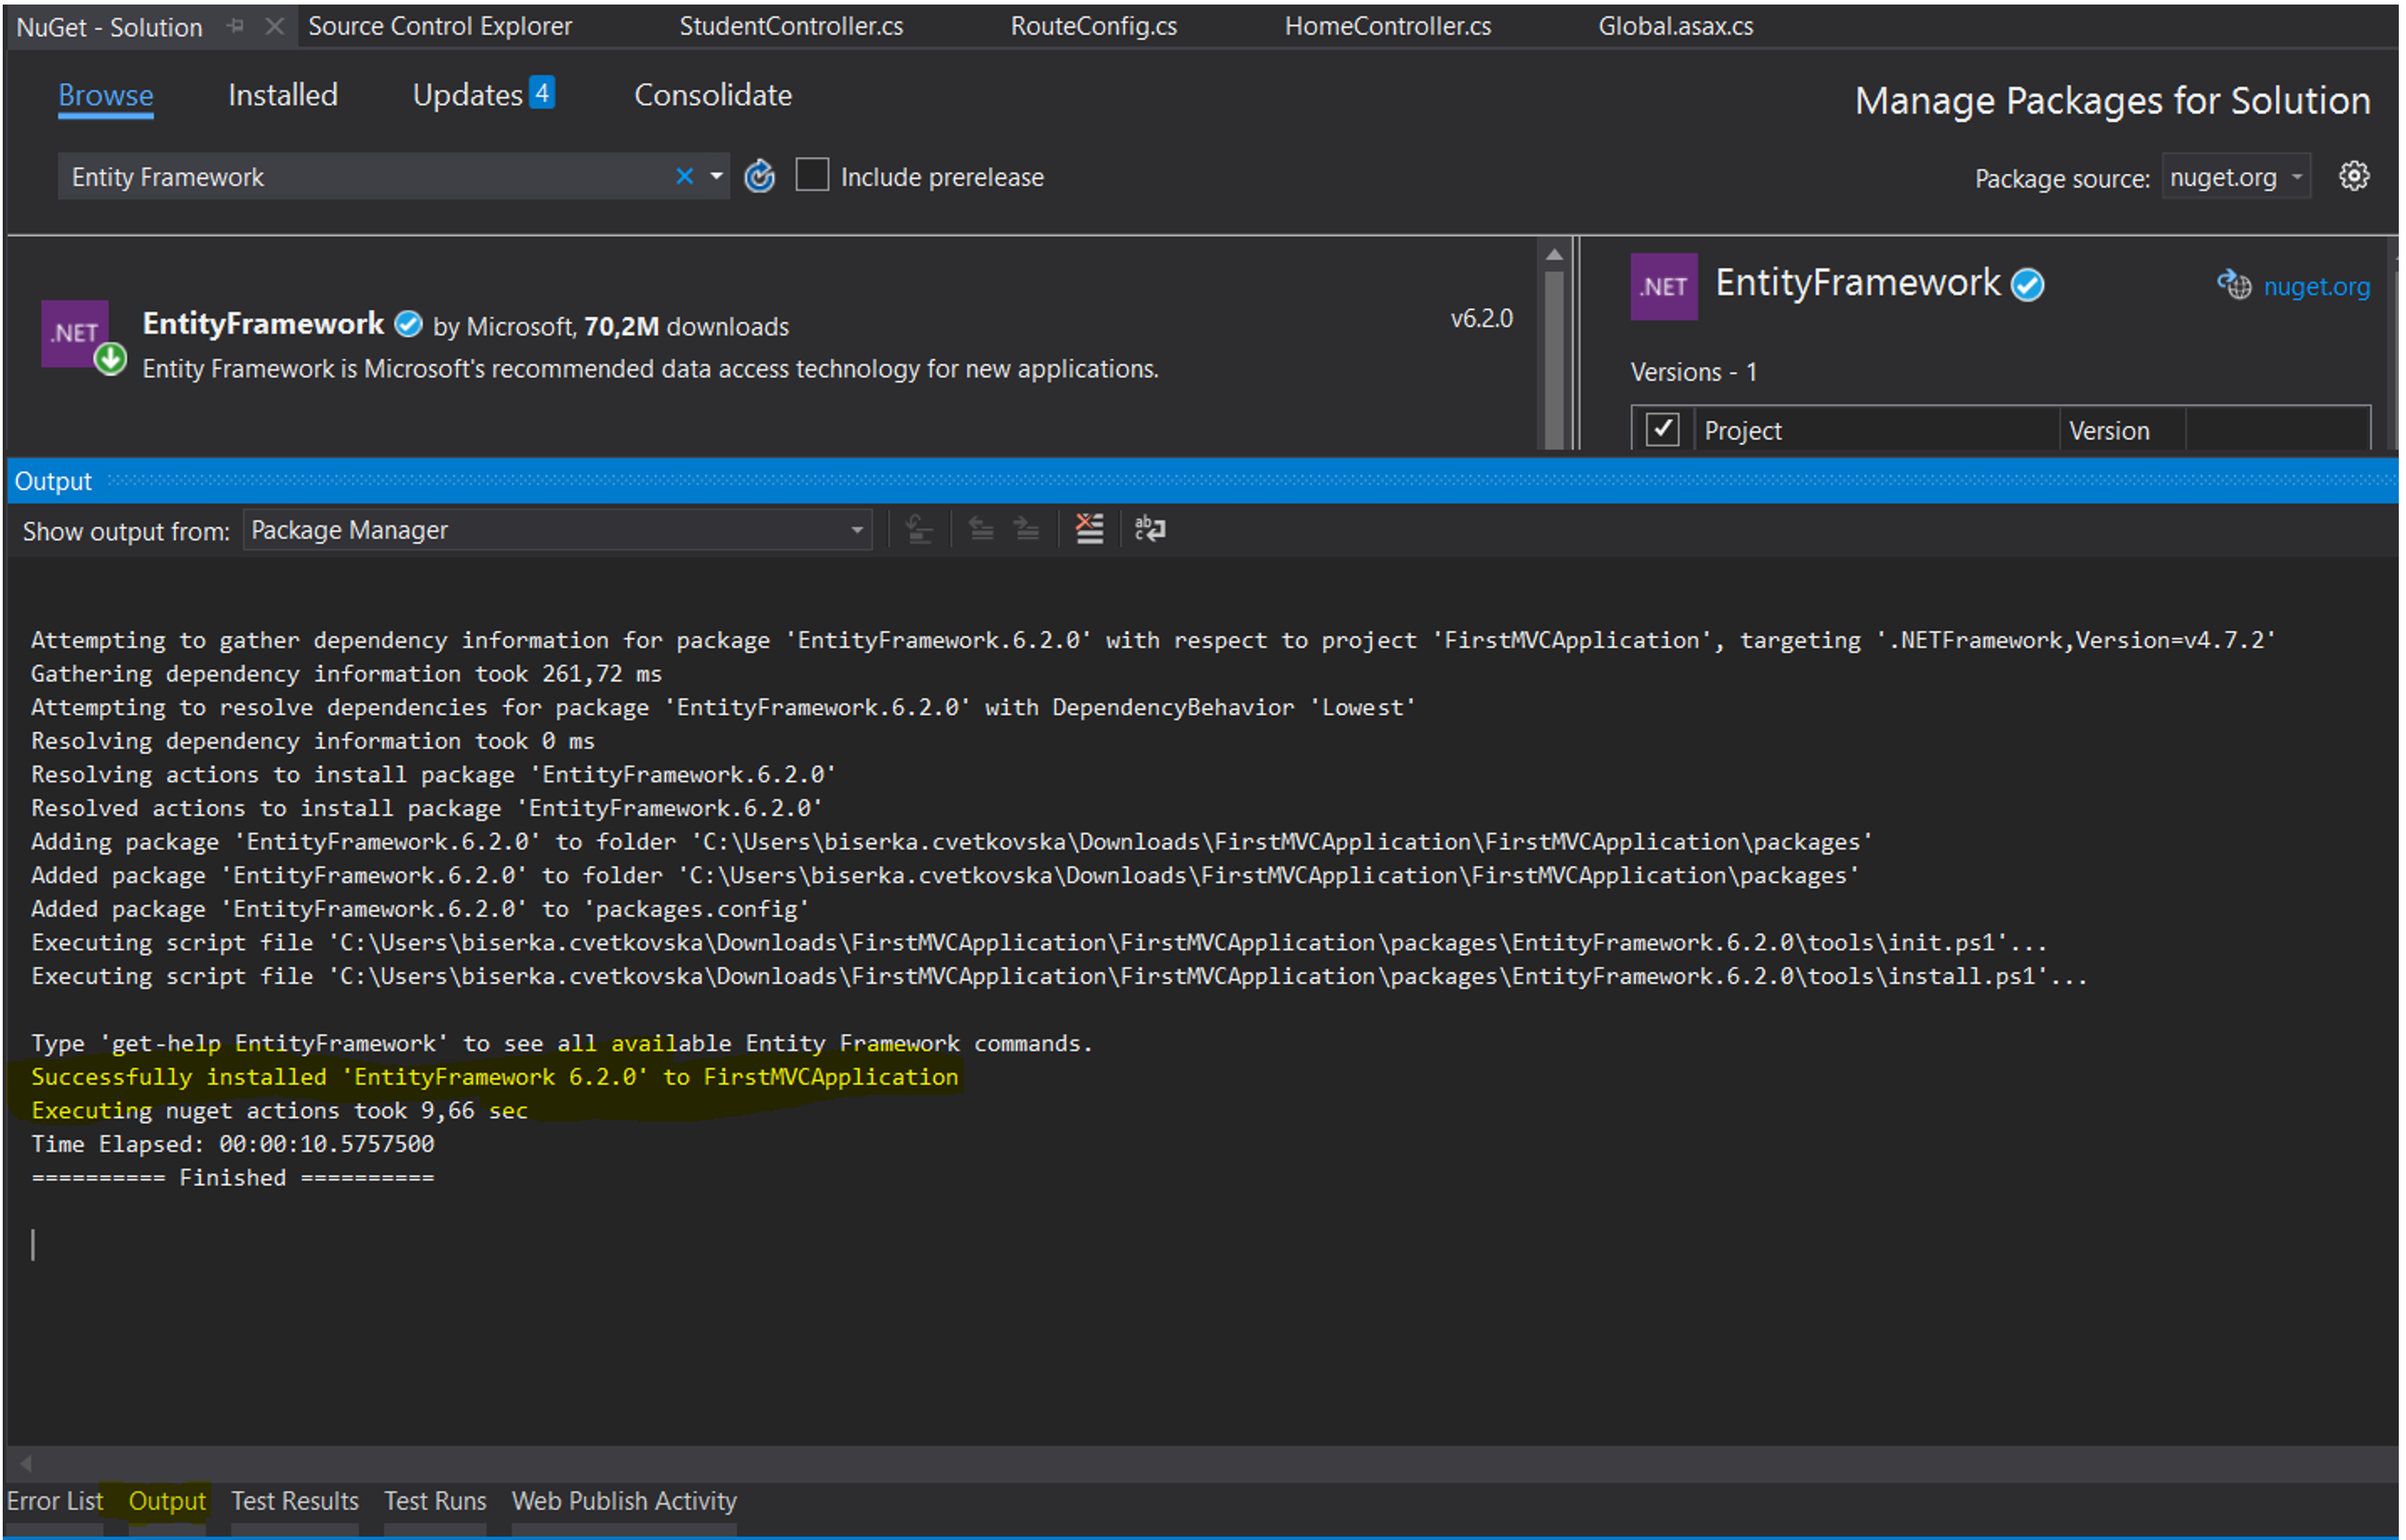 NuGet - Solution Source Control Explorer StudentController.cs RouteConfig.cs HomeController.cs Global.asax.cs
Browse Installed Updates 4 Consolidate
Manage Packages for Solution
Entity Framework Include prerelease
Package source: nuget.org
.NET EntityFramework by Microsoft, 70,2M downloads v6.2.0
Entity Framework is Microsoft's recommended data access technology for new applications.
.NET EntityFramework nuget.org
Versions - 1
Project Version
Output
Show output from: Package Manager
Attempting to gather dependency information for package 'EntityFramework.6.2.0' with respect to project 'FirstMVCApplication', targeting '.NETFramework,Version=v4.7.2'
Gathering dependency information took 261,72 ms
Attempting to resolve dependencies for package 'EntityFramework.6.2.0' with DependencyBehavior 'Lowest'
Resolving dependency information took 0 ms
Resolving actions to install package 'EntityFramework.6.2.0'
Resolved actions to install package 'EntityFramework.6.2.0'
Adding package 'EntityFramework.6.2.0' to folder 'C:\Users\biserka.cvetkovska\Downloads\FirstMVCApplication\FirstMVCApplication\packages'
Added package 'EntityFramework.6.2.0' to folder 'C:\Users\biserka.cvetkovska\Downloads\FirstMVCApplication\FirstMVCApplication\packages'
Added package 'EntityFramework.6.2.0' to 'packages.config'
Executing script file 'C:\Users\biserka.cvetkovska\Downloads\FirstMVCApplication\FirstMVCApplication\packages\EntityFramework.6.2.0\tools\init.ps1'...
Executing script file 'C:\Users\biserka.cvetkovska\Downloads\FirstMVCApplication\FirstMVCApplication\packages\EntityFramework.6.2.0\tools\install.ps1'...
Type 'get-help EntityFramework' to see all available Entity Framework commands.
Successfully installed 'EntityFramework 6.2.0' to FirstMVCApplication
Executing nuget actions took 9,66 sec
Time Elapsed: 00:00:10.5757500
========== Finished ==========
Error List Output Test Results Test Runs Web Publish Activity